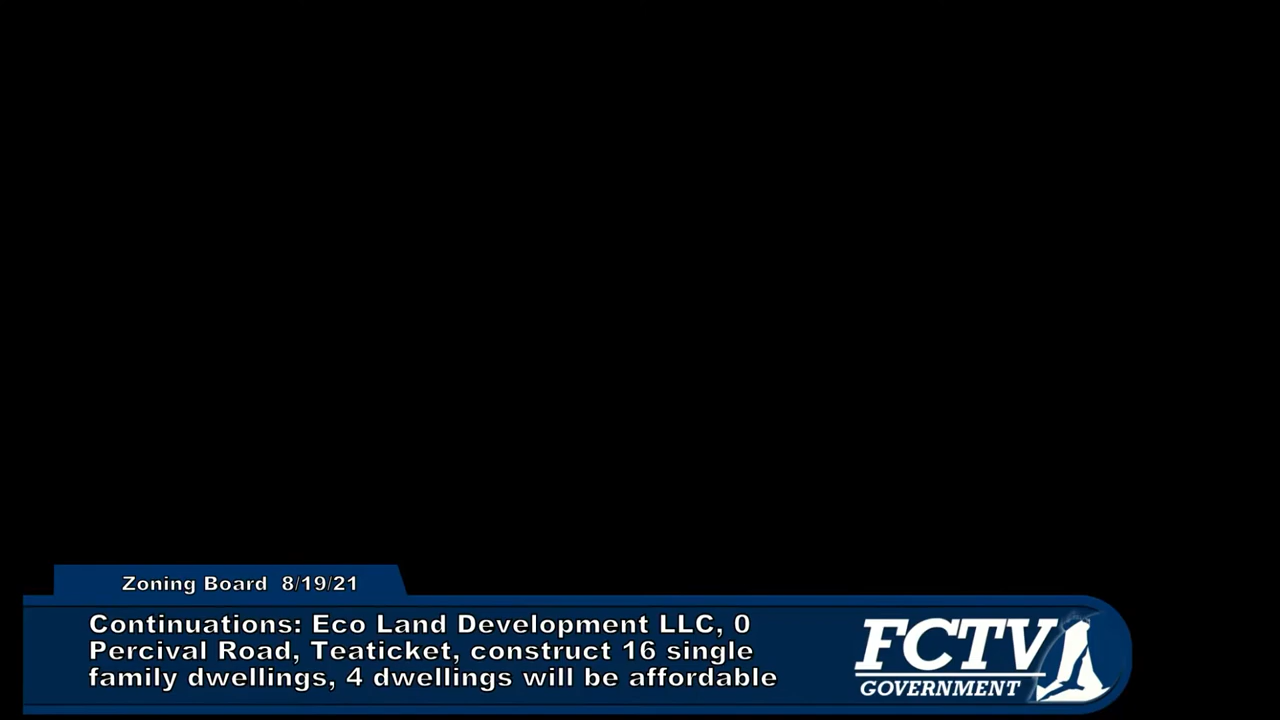 Zoning Board 8/19/21
Continuations: Eco Land Development LLC, 0
Percival Road, Teaticket, construct 16 single
family dwellings, 4 dwellings will be affordable
FCTV
GOVERNMENT